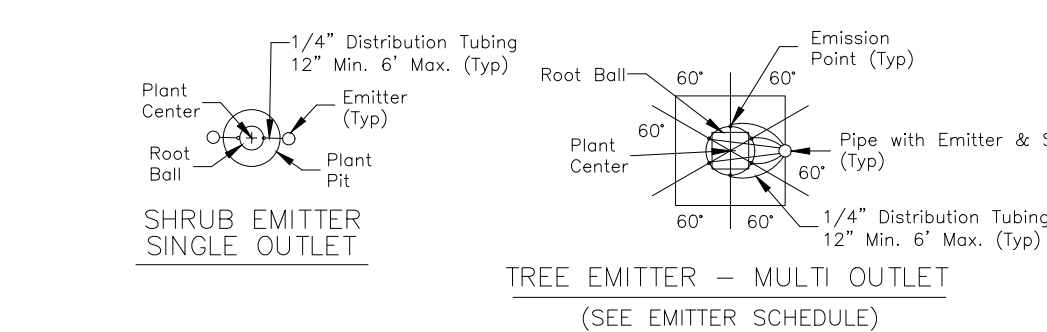 1/4” Distribution Tubing
12” Min. 6’ Max. (Typ)
Plant
Center
Emitter
(Typ)
Root
Ball
Plant
Pit
SHRUB EMITTER
SINGLE OUTLET
Emission
Point (Typ)
Root Ball
60°
60°
60°
Plant
Center
Pipe with Emitter & S
(Typ)
60°
60°
60°
1/4” Distribution Tubing
12” Min. 6’ Max. (Typ)
TREE EMITTER – MULTI OUTLET
(SEE EMITTER SCHEDULE)